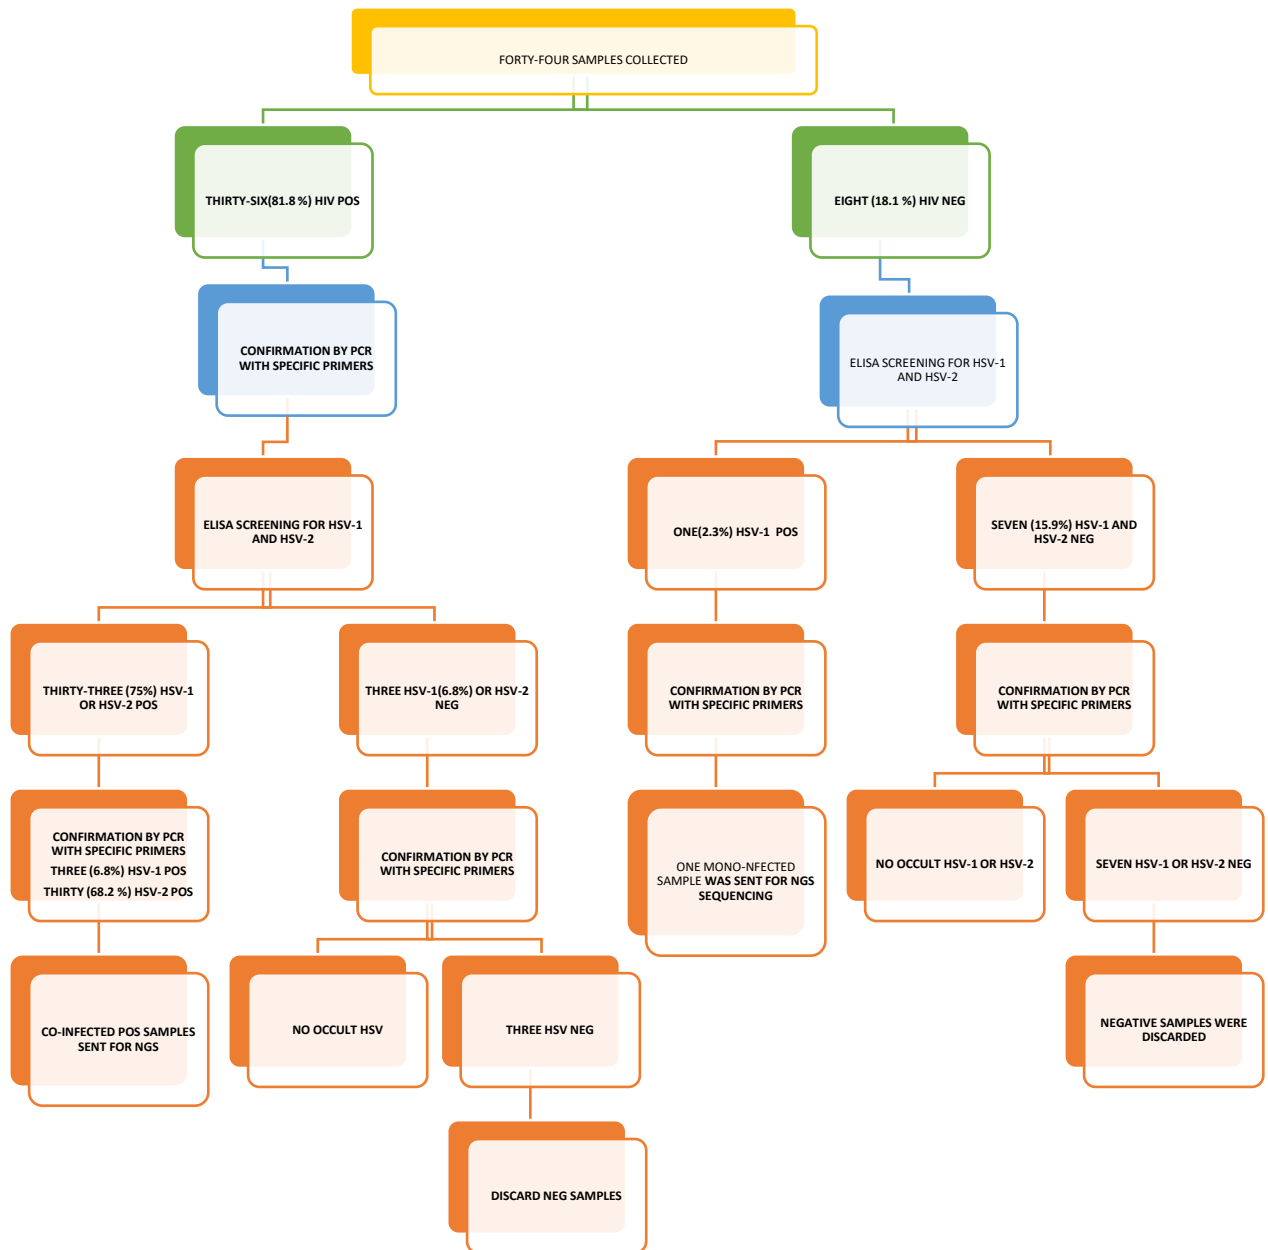 FORTY-FOUR SAMPLES COLLECTED
THIRTY-SIX(81.8 %) HIV POS
EIGHT (18.1 %) HIV NEG
CONFIRMATION BY PCR
WITH SPECIFIC PRIMERS
ELISA SCREENING FOR HSV-1
AND HSV-2
ELISA SCREENING FOR HSV-1
AND HSV-2
ONE(2.3%) HSV-1 POS
SEVEN (15.9%) HSV-1 AND
HSV-2 NEG
THIRTY-THREE (75%) HSV-1
OR HSV-2 POS
THREE HSV-1(6.8%) OR HSV-2
NEG
CONFIRMATION BY PCR
WITH SPECIFIC PRIMERS
CONFIRMATION BY PCR
WITH SPECIFIC PRIMERS
CONFIRMATION BY PCR
WITH SPECIFIC PRIMERS
THREE (6.8%) HSV-1 POS
THIRTY (68.2 %) HSV-2 POS
CONFIRMATION BY PCR
WITH SPECIFIC PRIMERS
ONE MONO-NFECTED
SAMPLE WAS SENT FOR NGS
SEQUENCING
NO OCCULT HSV-1 OR HSV-2
SEVEN HSV-1 OR HSV-2 NEG
CO-INFECTED POS SAMPLES
SENT FOR NGS
NO OCCULT HSV
THREE HSV NEG
NEGATIVE SAMPLES WERE
DISCARDED
DISCARD NEG SAMPLES